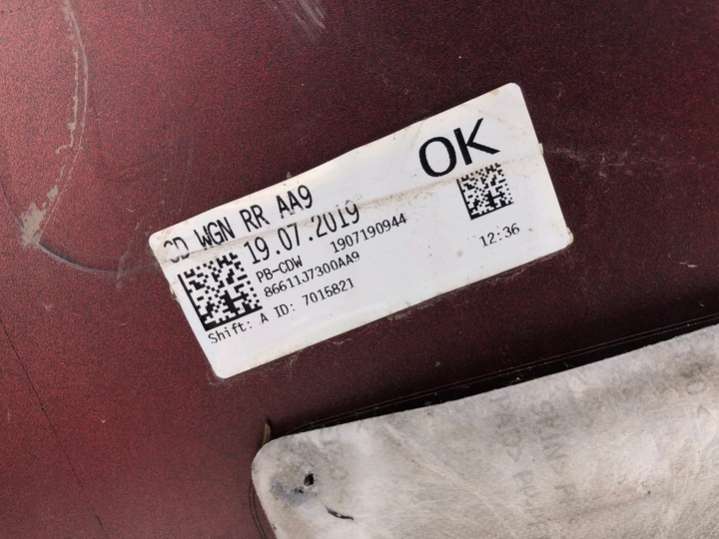 OK
CD WGN RR AA9
19.07.2019
PB-CDW 1907190944
86611J7300AA9
12:36
Shift: A ID: 7015821